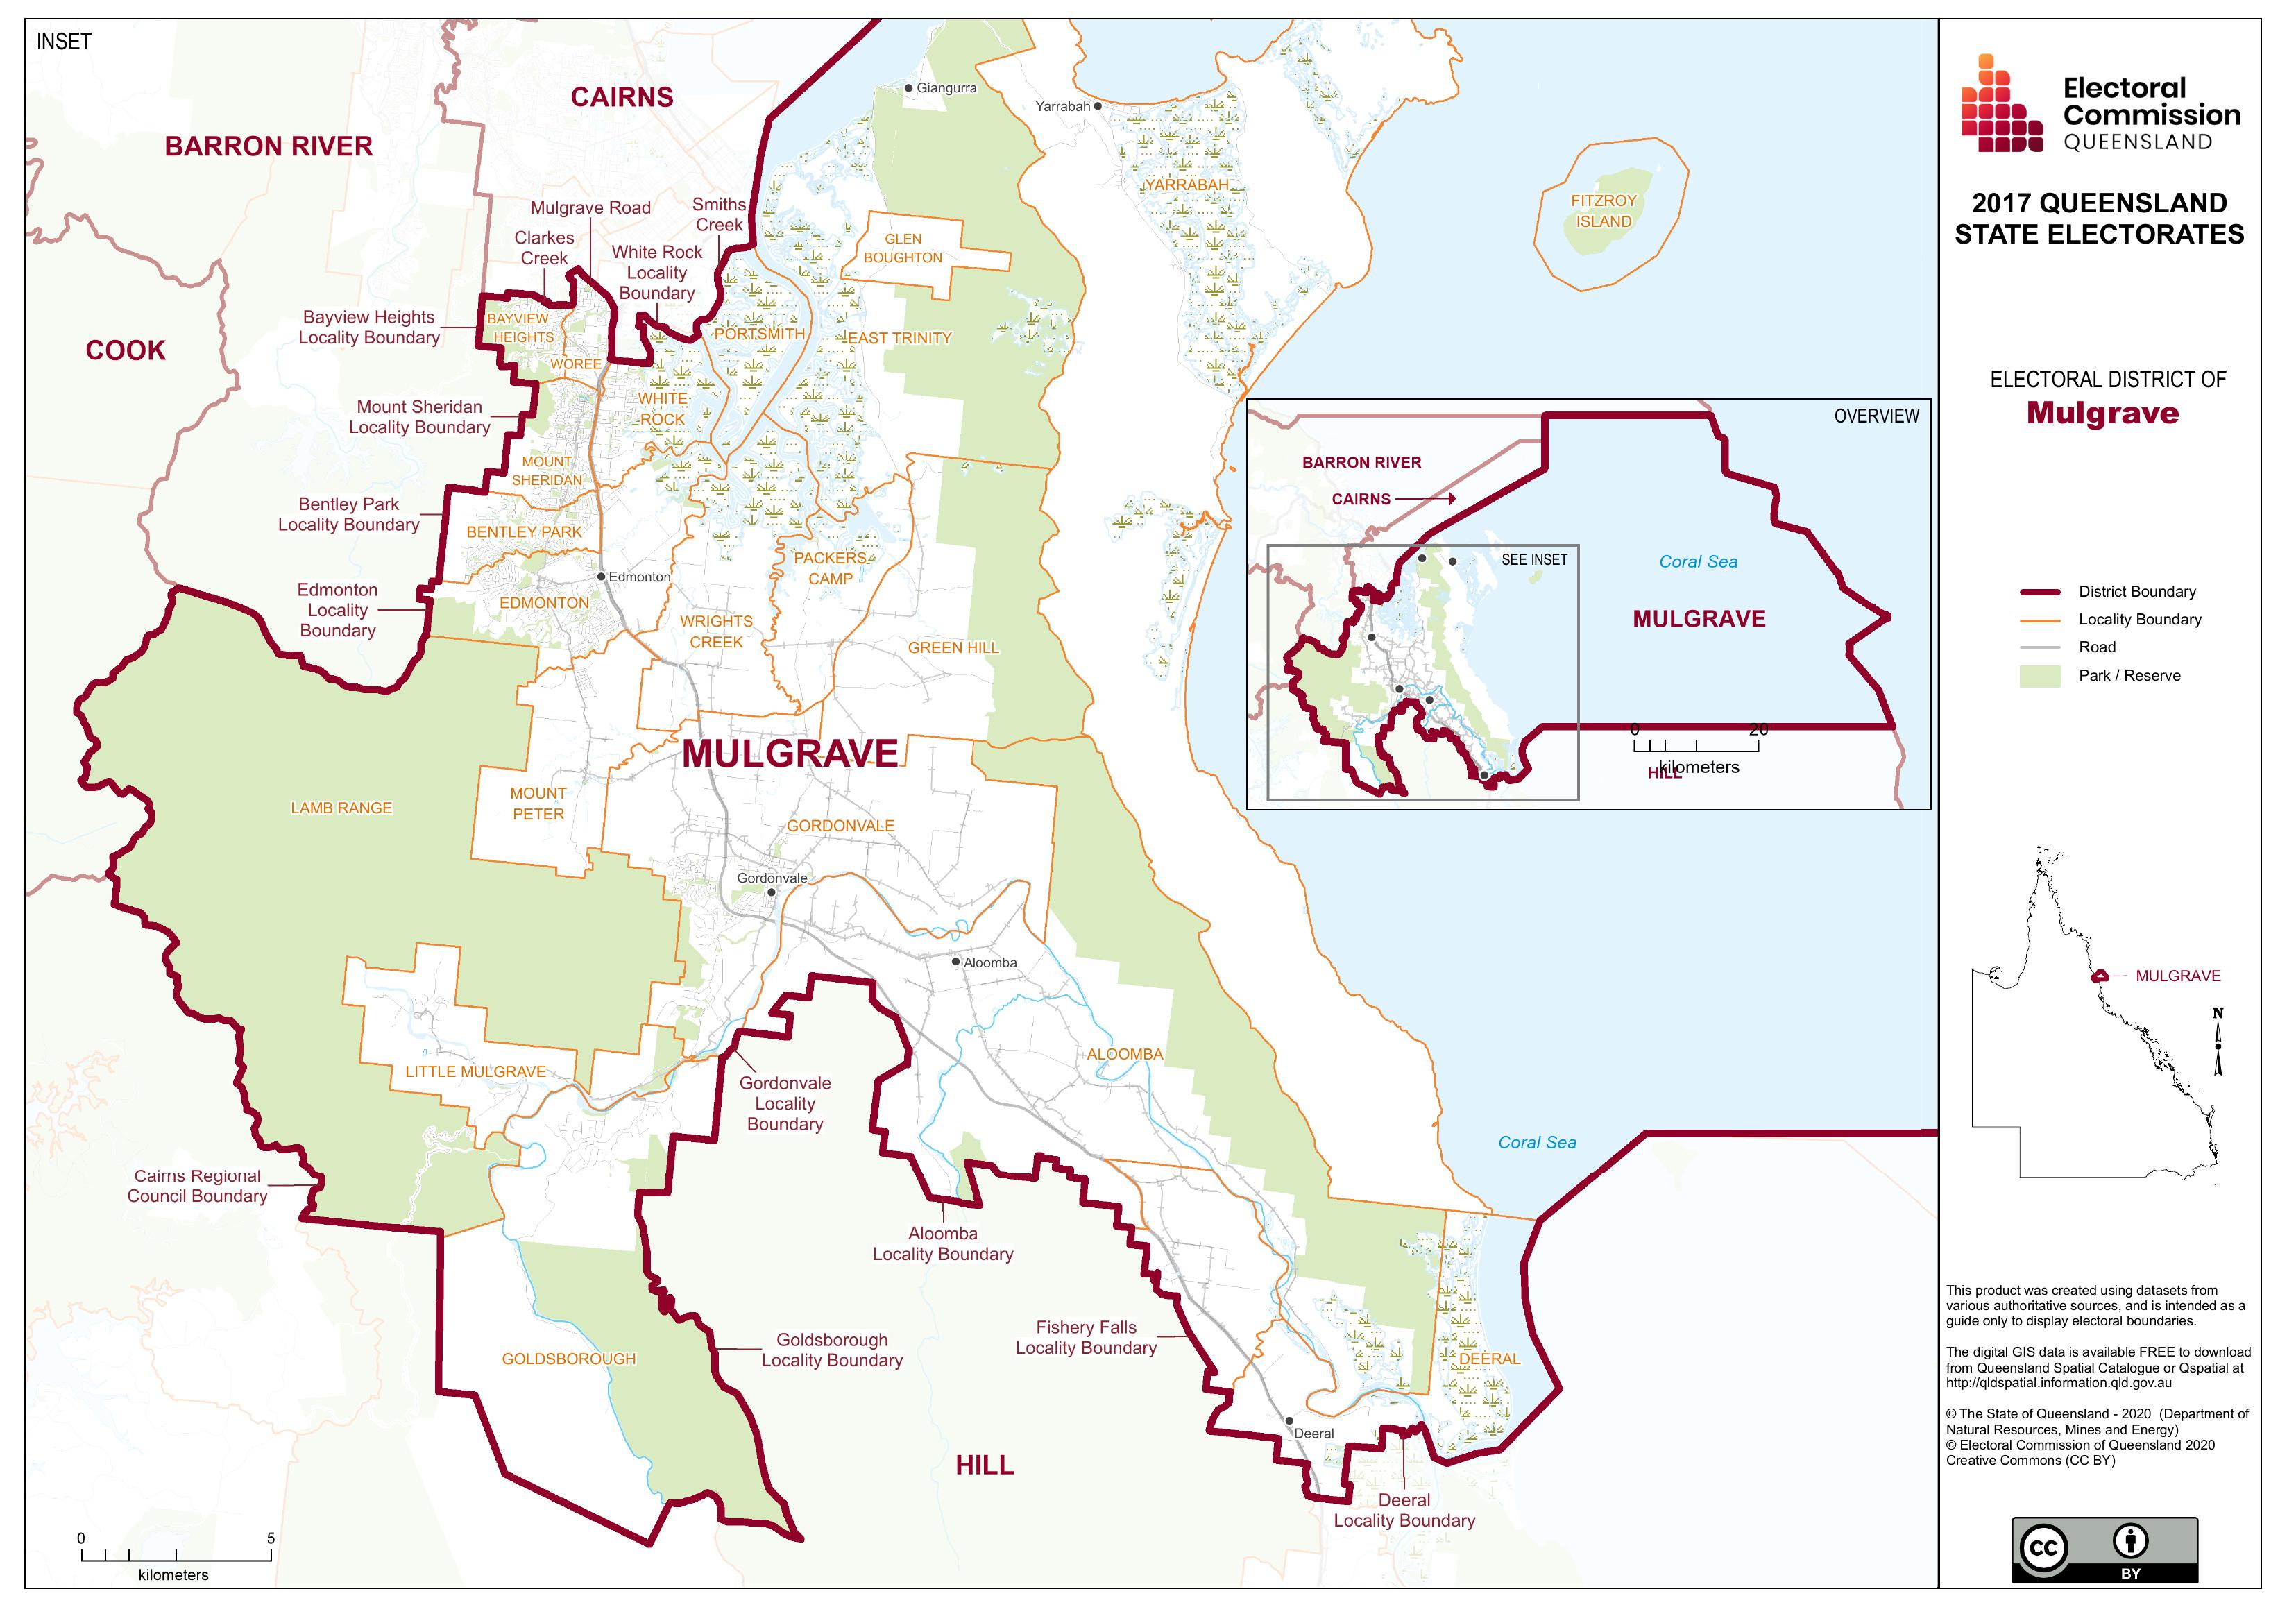 INSET
CAIRNS
BARRON RIVER
COOK
Giangurra
Yarrabah
YARRABAH
FITZROY
ISLAND
Mulgrave Road
Smiths
Creek
Clarkes
Creek
White Rock
Locality
Boundary
GLEN
BOUGHTON
Bayview Heights
Locality Boundary
BAYVIEW
HEIGHTS
WOREE
PORTSMITH
EAST TRINITY
Mount Sheridan
Locality Boundary
WHITE
ROCK
MOUNT
SHERIDAN
Bentley Park
Locality Boundary
BENTLEY PARK
PACKERS
CAMP
Edmonton
Locality
Boundary
Edmonton
EDMONTON
WRIGHTS
CREEK
GREEN HILL
MULGRAVE
LAMB RANGE
MOUNT
PETER
GORDONVALE
Gordonvale
Aloomba
ALOOMBA
LITTLE MULGRAVE
Gordonvale
Locality
Boundary
Coral Sea
Cairns Regional
Council Boundary
Aloomba
Locality Boundary
Goldsborough
Locality Boundary
GOLDSBOROUGH
Fishery Falls
Locality Boundary
DEERAL
Deeral
HILL
Deeral
Locality Boundary
0 5
kilometers
OVERVIEW
BARRON RIVER
CAIRNS
SEE INSET
Coral Sea
MULGRAVE
0 20
kilometers
HILL
Electoral
Commission
QUEENSLAND
2017 QUEENSLAND
STATE ELECTORATES
ELECTORAL DISTRICT OF
Mulgrave
District Boundary
Locality Boundary
Road
Park / Reserve
MULGRAVE
N
This product was created using datasets from
various authoritative sources, and is intended as a
guide only to display electoral boundaries.
The digital GIS data is available FREE to download
from Queensland Spatial Catalogue or Qspatial at
http://qldspatial.information.qld.gov.au
© The State of Queensland - 2020 (Department of
Natural Resources, Mines and Energy)
© Electoral Commission of Queensland 2020
Creative Commons (CC BY)
CC
BY